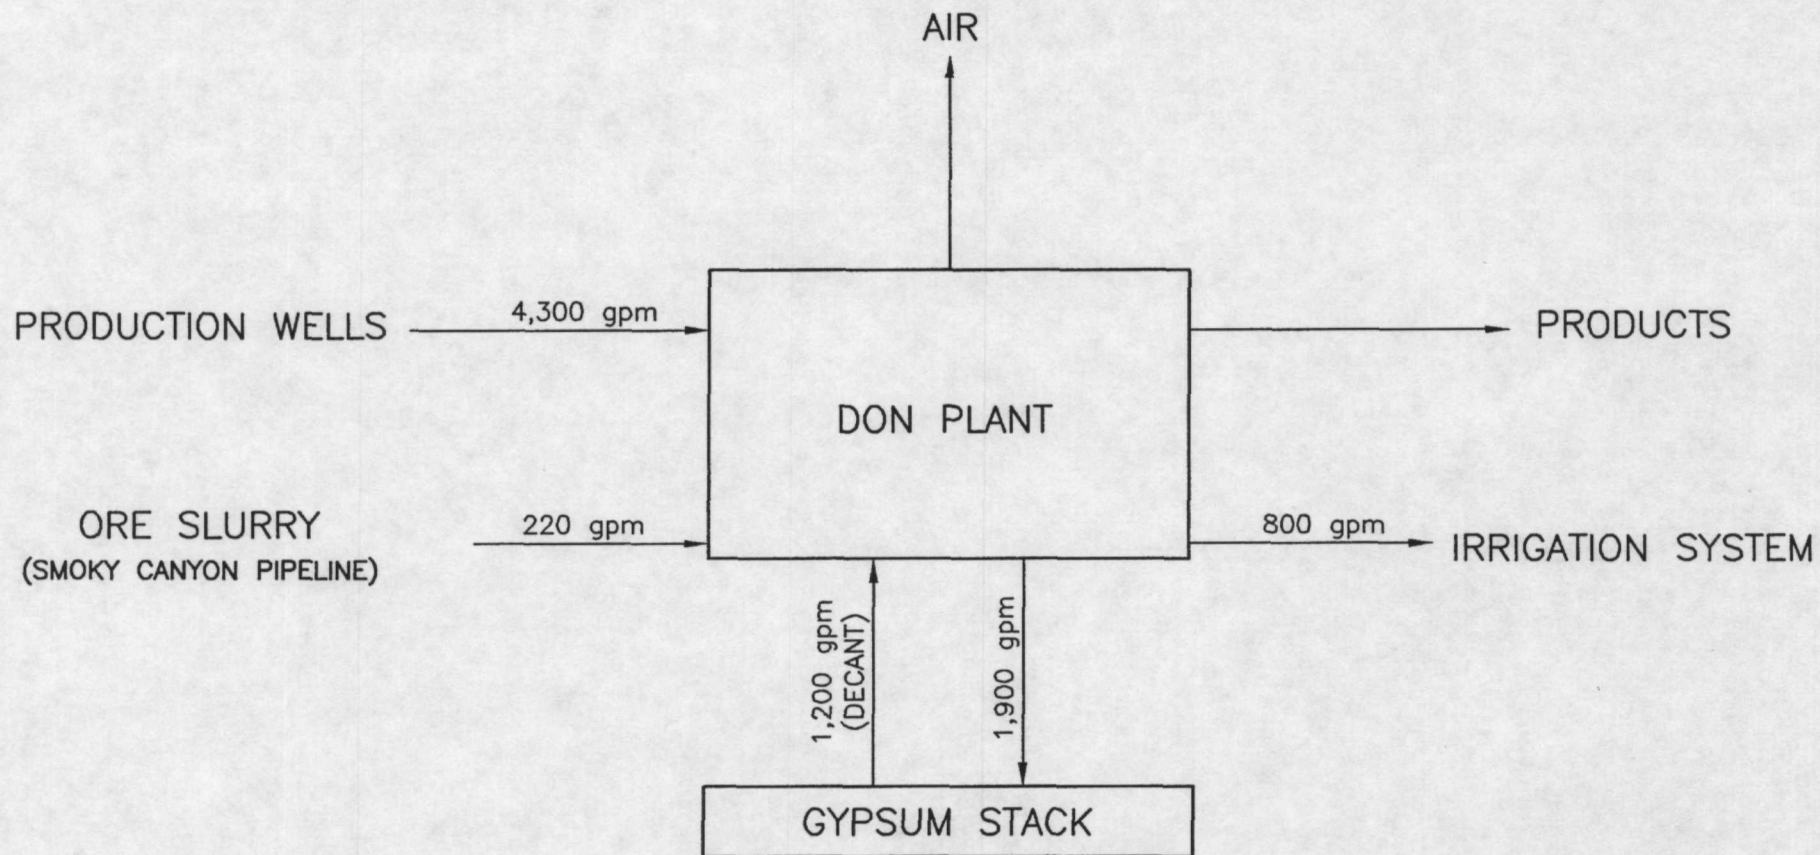 AIR
PRODUCTION WELLS
4,300 gpm
PRODUCTS
DON PLANT
ORE SLURRY
(SMOKY CANYON PIPELINE)
220 gpm
800 gpm
IRRIGATION SYSTEM
1,200 gpm
(DECANT)
1,900 gpm
GYPSUM STACK